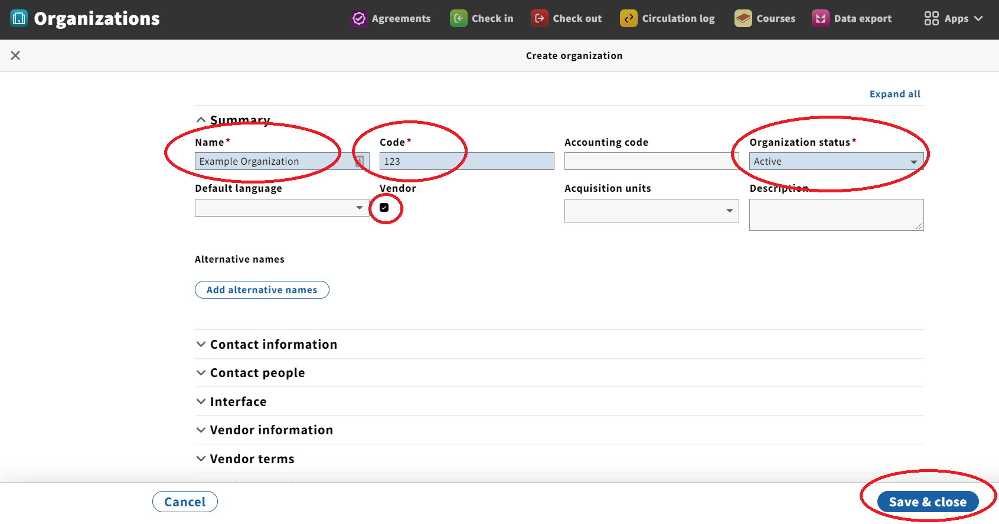 Organizations
Agreements
Check in
Check out
Circulation log
Courses
Data export
Apps
Create organization
Expand all
Summary
Name* Code* Accounting code Organization status*
Example Organization 123 Active
Default language Vendor Acquisition units Description
Alternative names
Add alternative names
Contact information
Contact people
Interface
Vendor information
Vendor terms
Cancel
Save & close